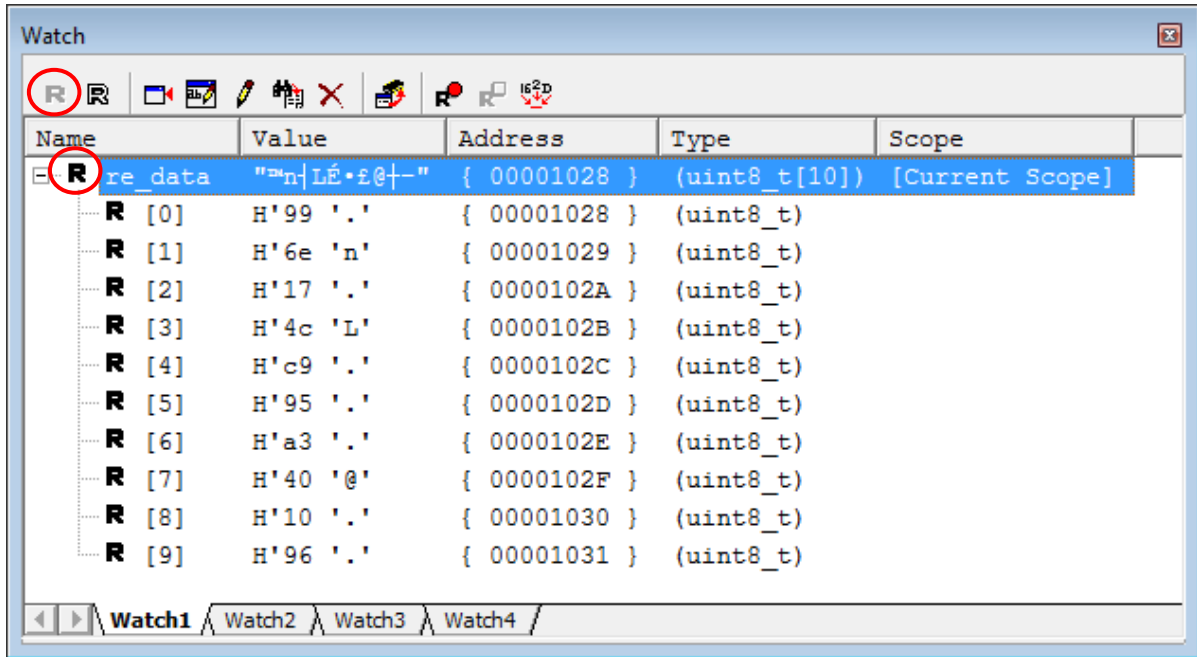 Watch
R R R R 16²D
Name Value Address Type Scope
R re_data "™n┤LÉ•£@┼–" { 00001028 } (uint8_t[10]) [Current Scope]
R [0] H'99 '.' { 00001028 } (uint8_t)
R [1] H'6e 'n' { 00001029 } (uint8_t)
R [2] H'17 '.' { 0000102A } (uint8_t)
R [3] H'4c 'L' { 0000102B } (uint8_t)
R [4] H'c9 '.' { 0000102C } (uint8_t)
R [5] H'95 '.' { 0000102D } (uint8_t)
R [6] H'a3 '.' { 0000102E } (uint8_t)
R [7] H'40 '@' { 0000102F } (uint8_t)
R [8] H'10 '.' { 00001030 } (uint8_t)
R [9] H'96 '.' { 00001031 } (uint8_t)
Watch1 Watch2 Watch3 Watch4